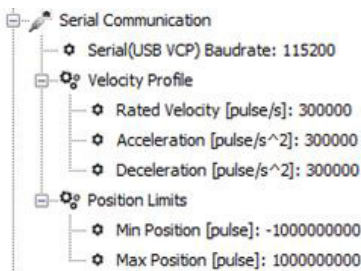 Serial Communication
Serial(USB VCP) Baudrate: 115200
Velocity Profile
Rated Velocity [pulse/s]: 300000
Acceleration [pulse/s^2]: 300000
Deceleration [pulse/s^2]: 300000
Position Limits
Min Position [pulse]: -1000000000
Max Position [pulse]: 1000000000